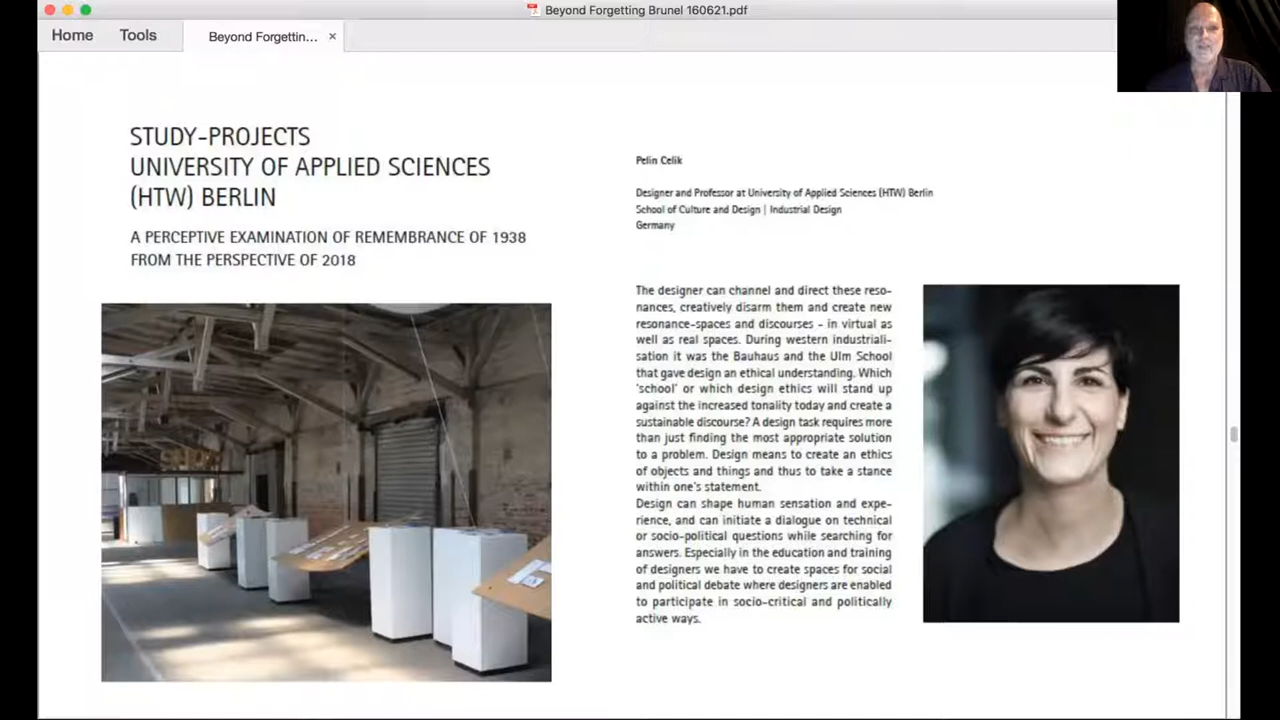 Beyond Forgetting Brunel 160621.pdf
Home
Tools
Beyond Forgettin...
×
STUDY-PROJECTS
UNIVERSITY OF APPLIED SCIENCES
(HTW) BERLIN
A PERCEPTIVE EXAMINATION OF REMEMBRANCE OF 1938
FROM THE PERSPECTIVE OF 2018
Pelin Celik
Designer and Professor at University of Applied Sciences (HTW) Berlin
School of Culture and Design | Industrial Design
Germany
The designer can channel and direct these reso-
nances, creatively disarm them and create new
resonance-spaces and discourses - in virtual as
well as real spaces. During western industriali-
sation it was the Bauhaus and the Ulm School
that gave design an ethical understanding. Which
'school' or which design ethics will stand up
against the increased tonality today and create a
sustainable discourse? A design task requires more
than just finding the most appropriate solution
to a problem. Design means to create an ethics
of objects and things and thus to take a stance
within one's statement.
Design can shape human sensation and expe-
rience, and can initiate a dialogue on technical
or socio-political questions while searching for
answers. Especially in the education and training
of designers we have to create spaces for social
and political debate where designers are enabled
to participate in socio-critical and politically
active ways.